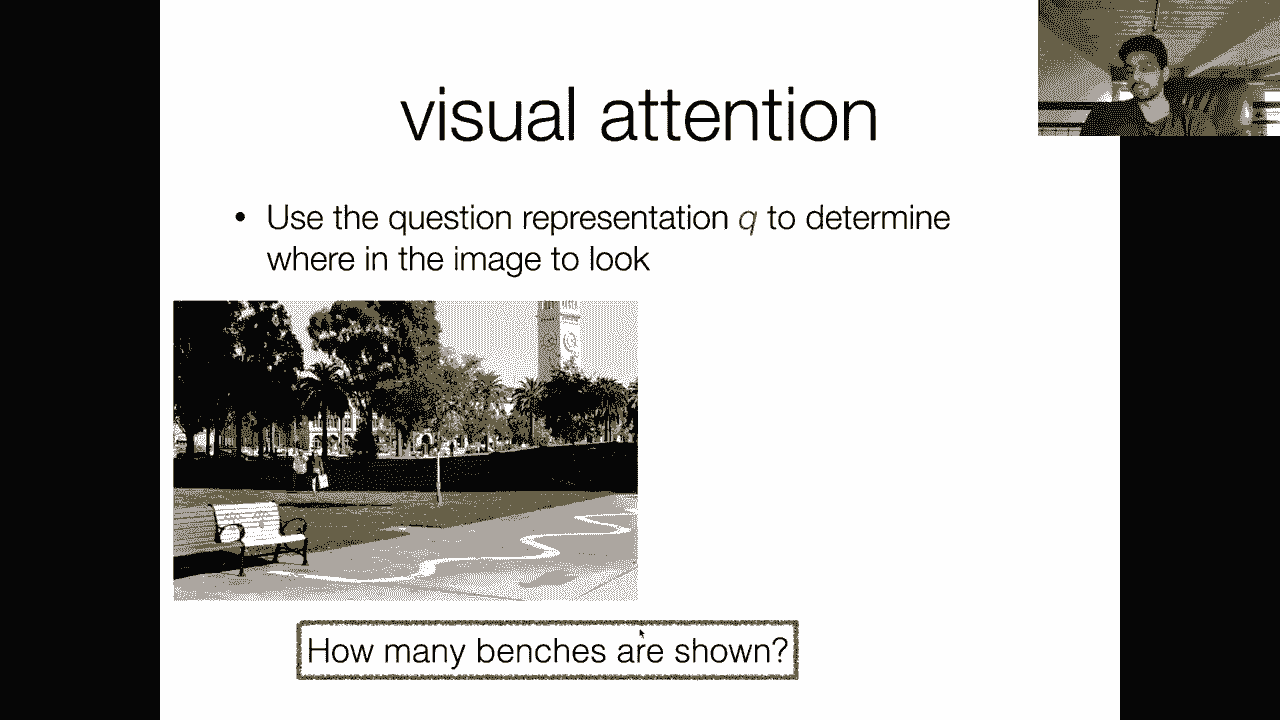 visual attention
• Use the question representation q to determine
where in the image to look
How many benches are shown?